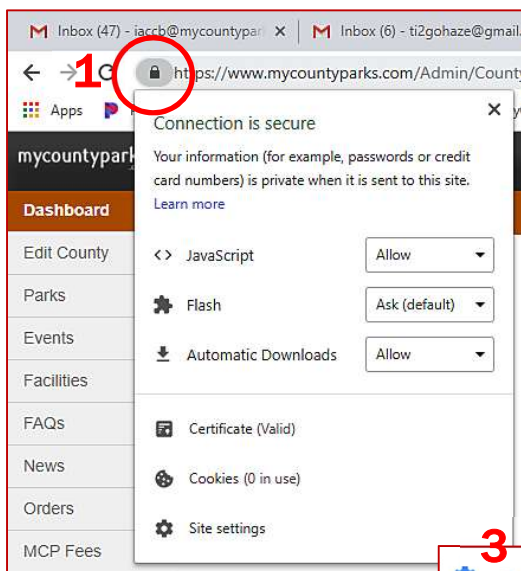 Inbox (47) - iaccb@mycountypar
Inbox (6) - ti2gohaze@gmail.
1
https://www.mycountyparks.com/Admin/County
Apps
mycountypark
Connection is secure
Your information (for example, passwords or credit
card numbers) is private when it is sent to this site.
Learn more
JavaScript Allow
Flash Ask (default)
Automatic Downloads Allow
Certificate (Valid)
Cookies (0 in use)
Site settings
Dashboard
Edit County
Parks
Events
Facilities
FAQs
News
Orders
MCP Fees
3